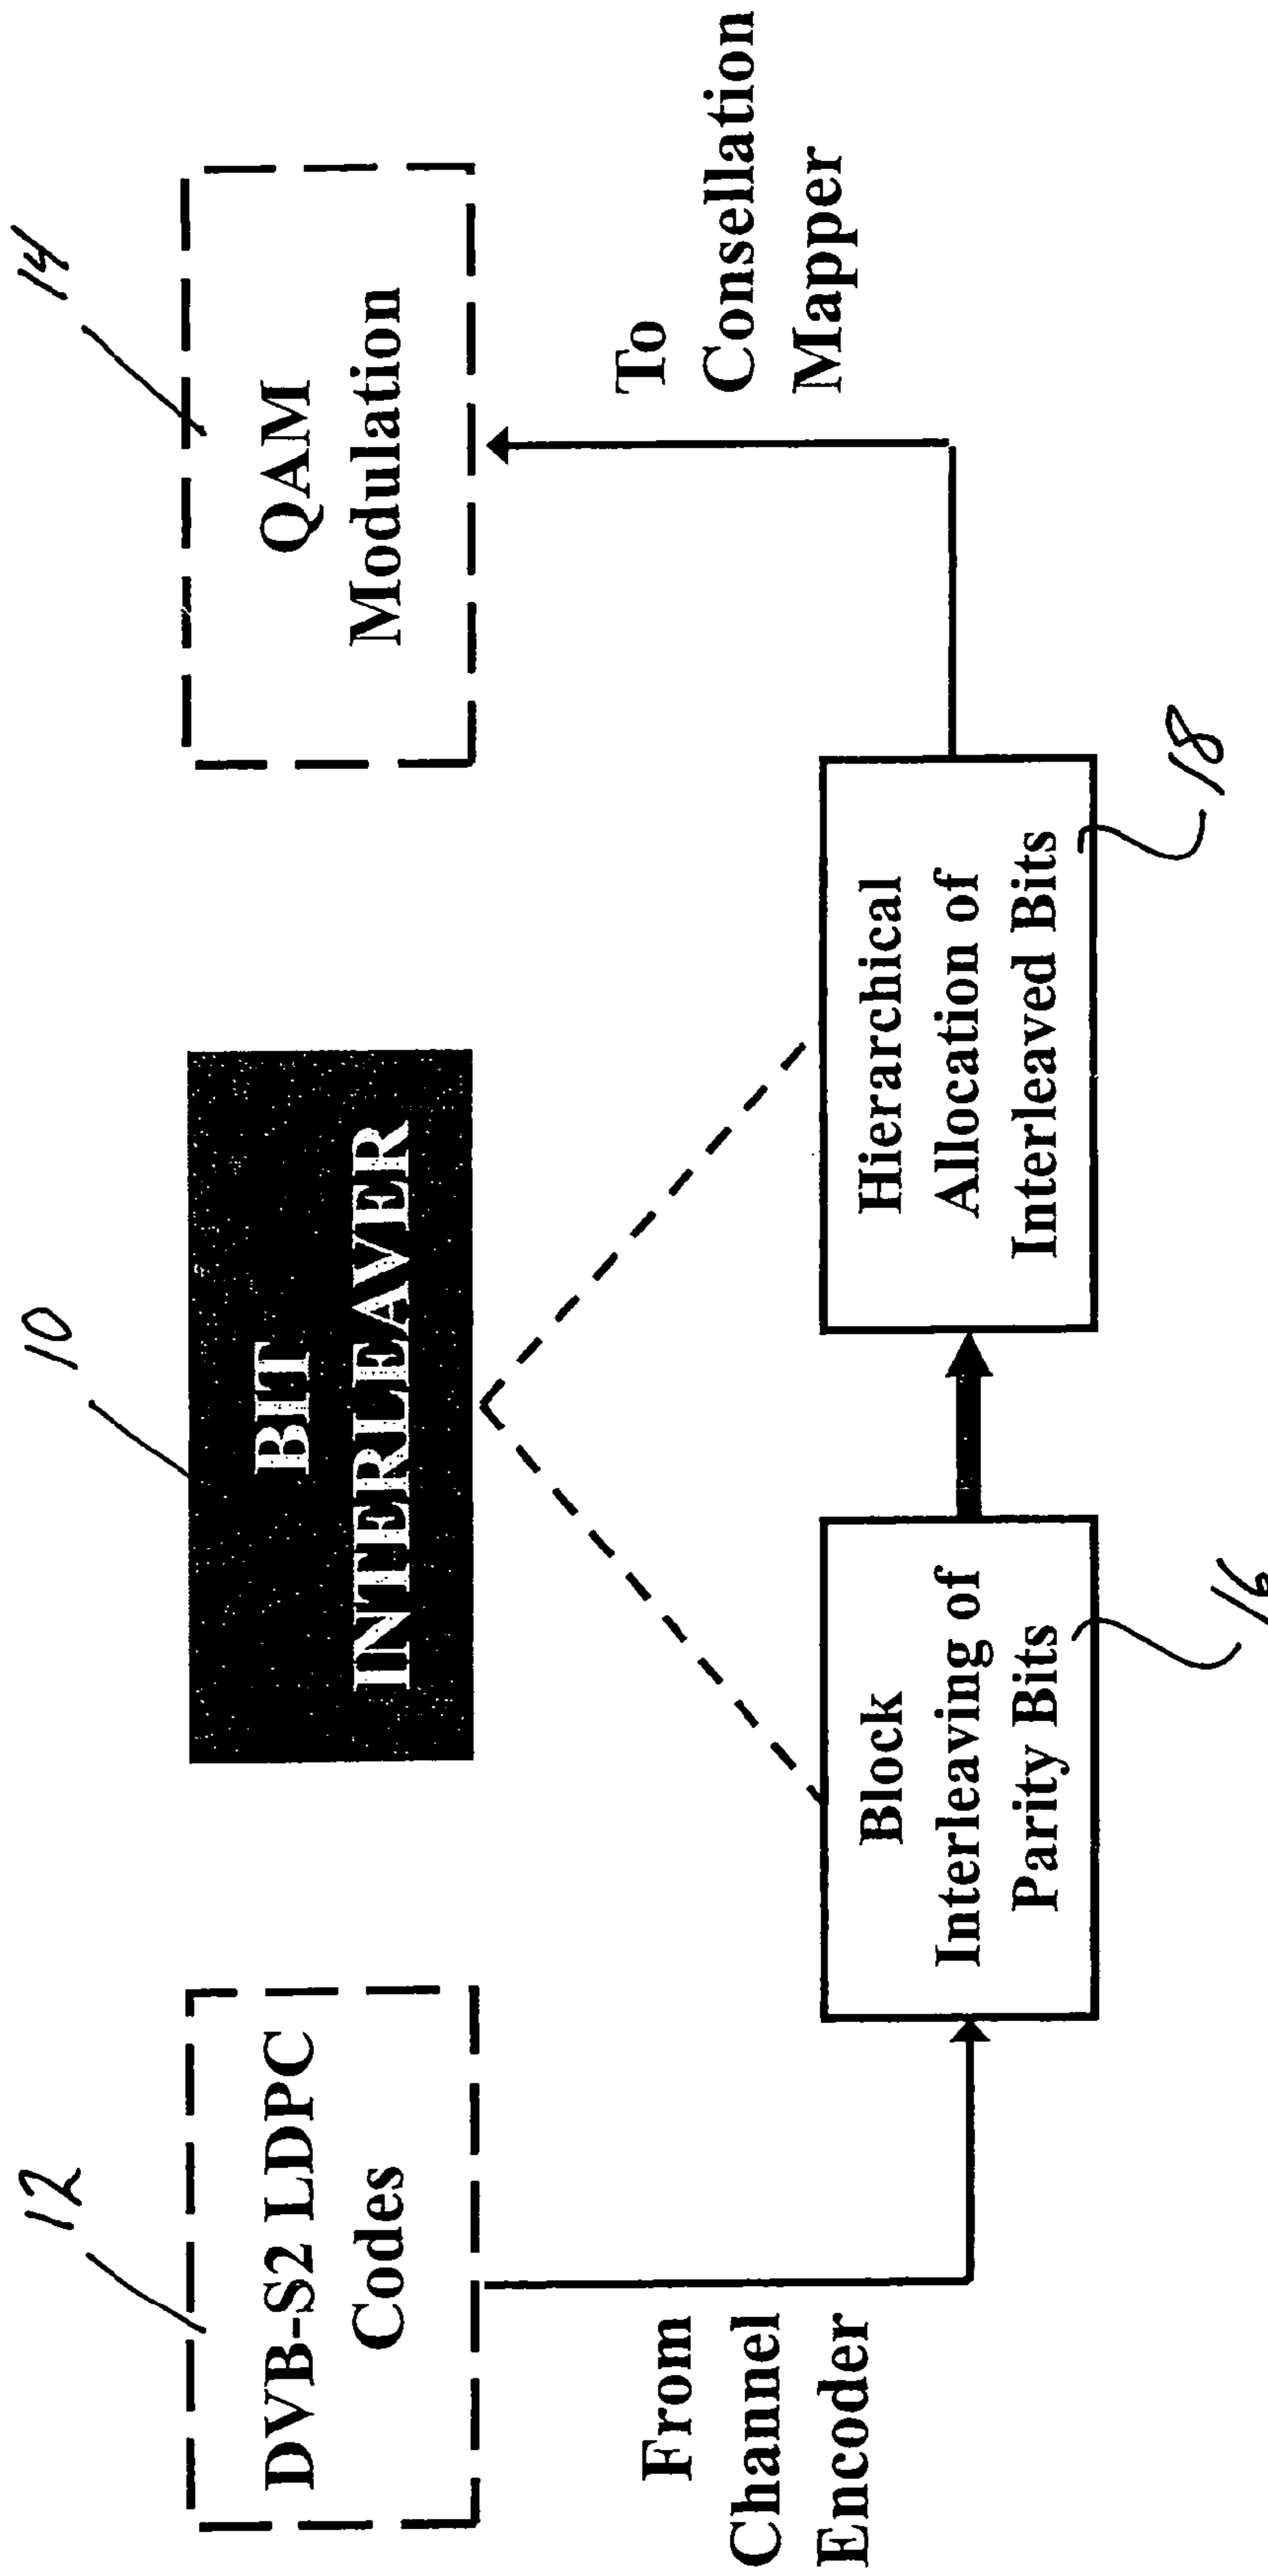 12
DVB-S2 LDPC
Codes
10
BIT
INTERLEAVER
14
QAM
Modulation
From
Channel
Encoder
Block
Interleaving of
Parity Bits
16
Hierarchical
Allocation of
Interleaved Bits
18
To
Consellation
Mapper